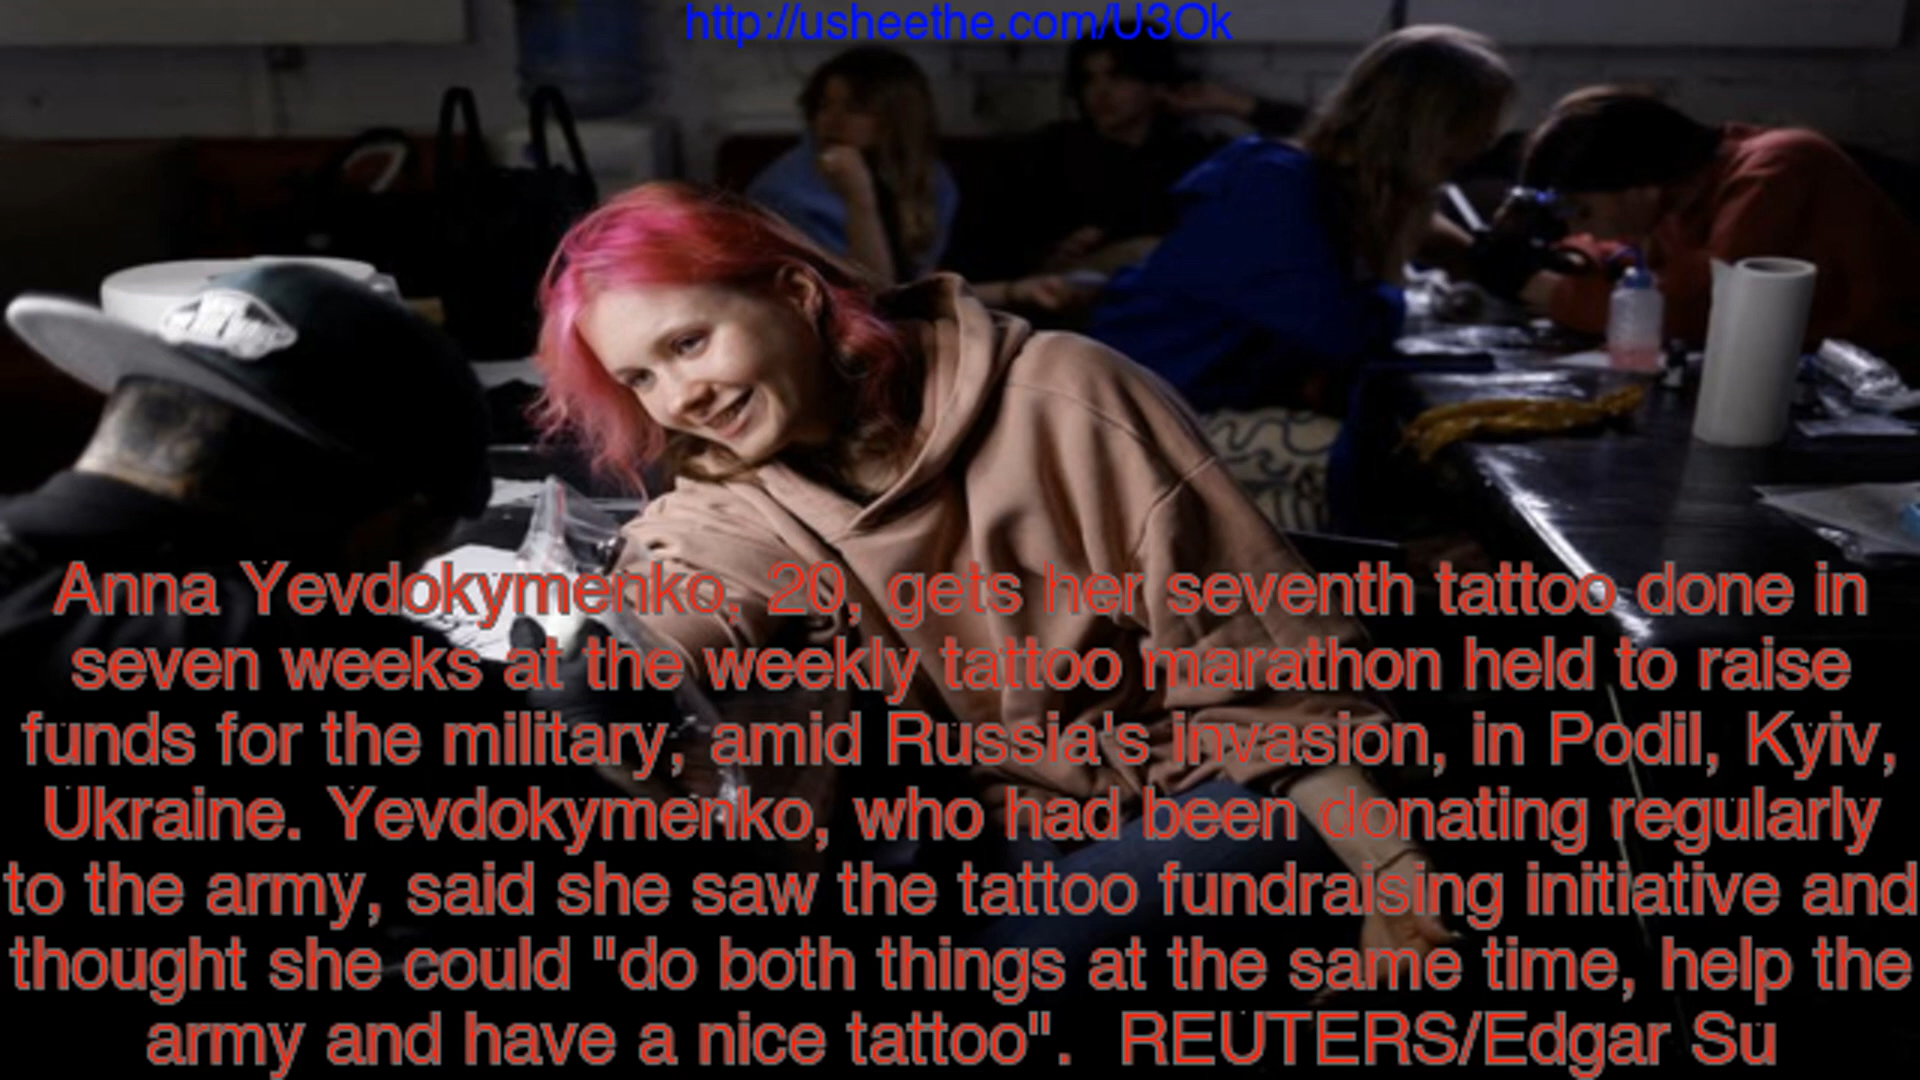 http://usheethe.com/U3Ok
Anna Yevdokymenko, 20, gets her seventh tattoo done in
seven weeks at the weekly tattoo marathon held to raise
funds for the military, amid Russia's invasion, in Podil, Kyiv,
Ukraine. Yevdokymenko, who had been donating regularly
to the army, said she saw the tattoo fundraising initiative and
thought she could "do both things at the same time, help the
army and have a nice tattoo".  REUTERS/Edgar Su